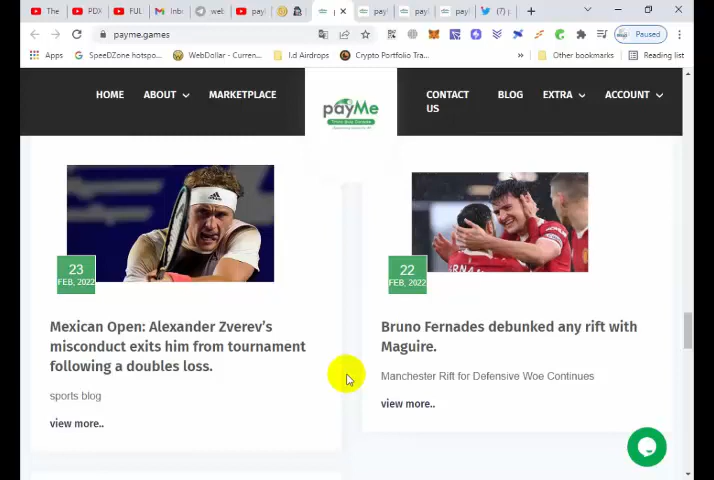 The
PDX
FUL
Inb
web
payl
p
pay
pay
pay
(7) p
payme.games
Paused
Apps
SpeedZone hotspo...
WebDollar - Curren...
I.d Airdrops
Crypto Portfolio Tra...
»
Other bookmarks
Reading list
HOME
ABOUT
MARKETPLACE
payMe
CONTACT
US
BLOG
EXTRA
ACCOUNT
23
FEB, 2022
22
FEB, 2022
Mexican Open: Alexander Zverev's
misconduct exits him from tournament
following a doubles loss.
sports blog
view more..
Bruno Fernades debunked any rift with
Maguire.
Manchester Rift for Defensive Woe Continues
view more..